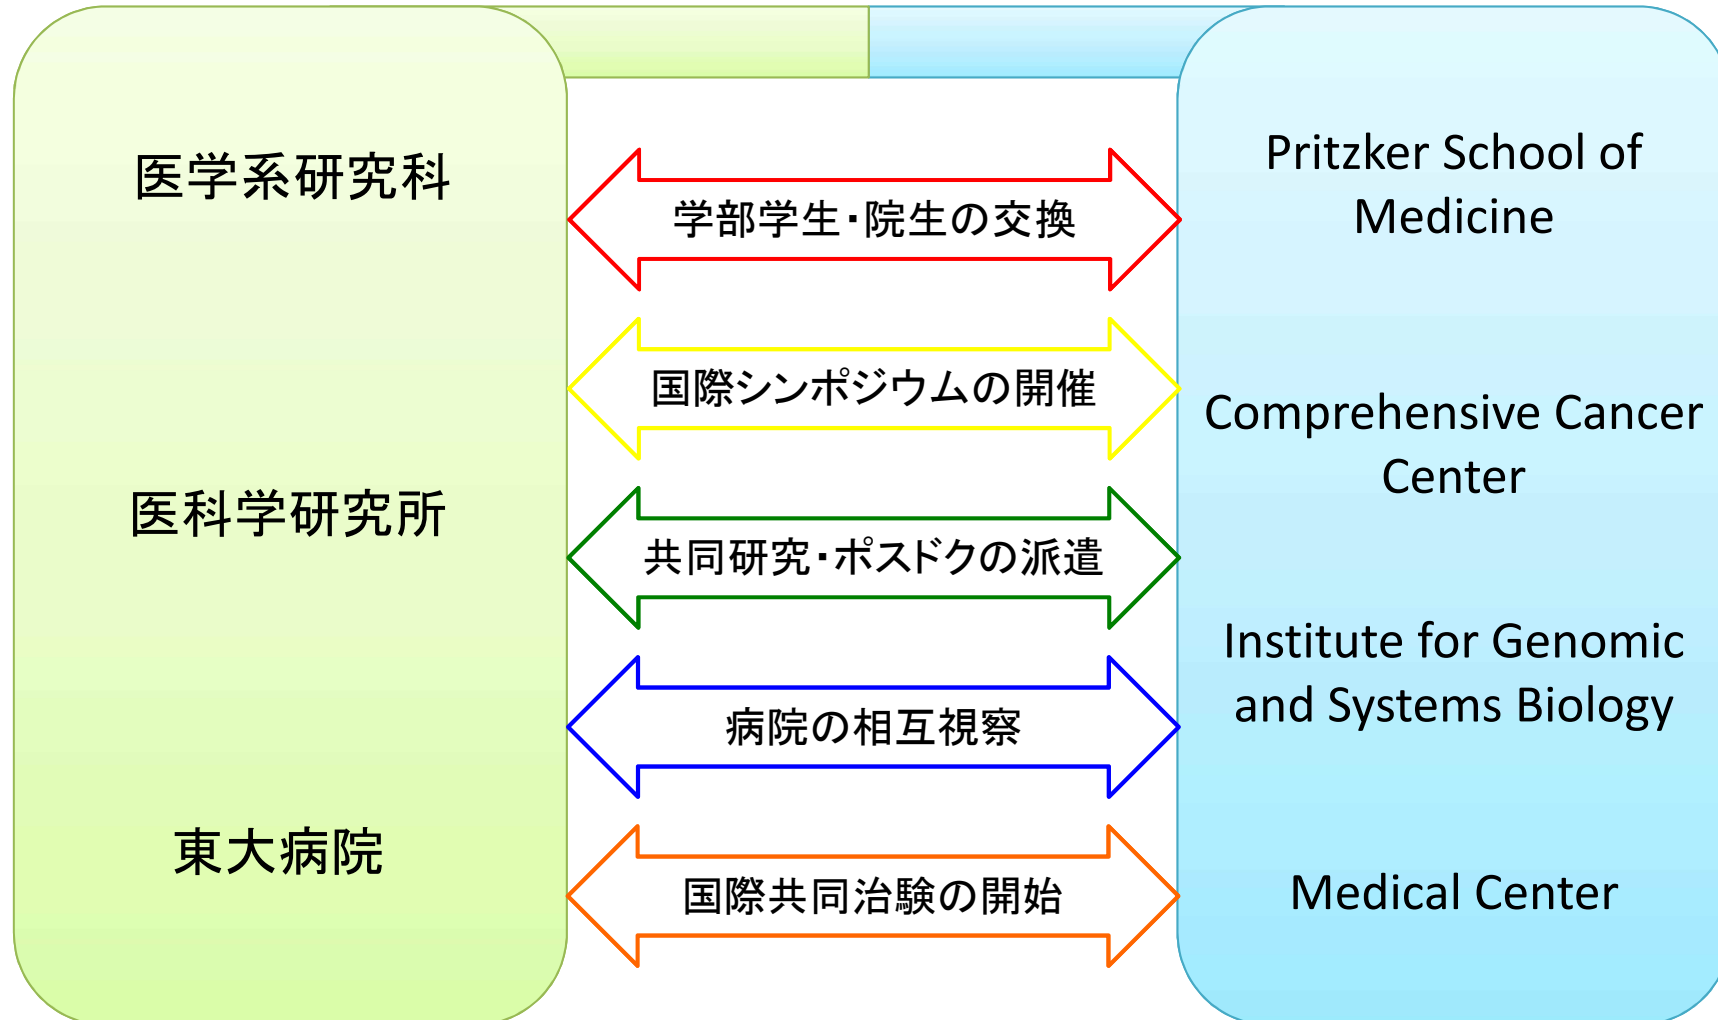 医学系研究科
医科学研究所
東大病院
学部学生・院生の交換
国際シンポジウムの開催
共同研究・ポスドクの派遣
病院の相互視察
国際共同治験の開始
Pritzker School of
Medicine
Comprehensive Cancer
Center
Institute for Genomic
and Systems Biology
Medical Center